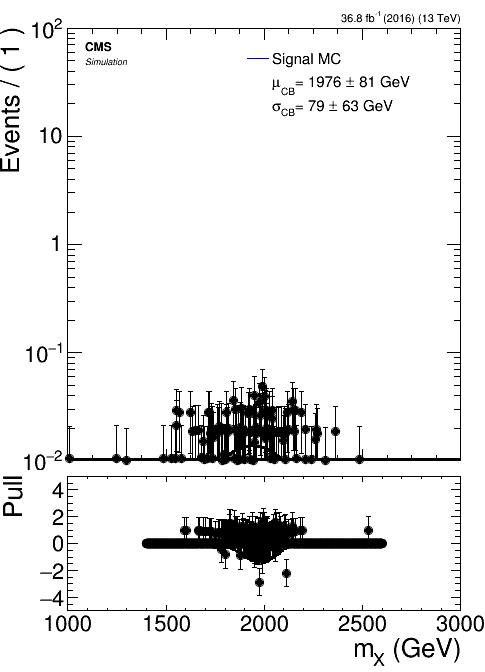 36.8 fb⁻¹ (2016) (13 TeV)
CMS
Simulation
Signal MC
μ_CB= 1976 ± 81 GeV
σ_CB= 79 ± 63 GeV
Events / ( 1 )
10²
10
1
10⁻¹
10⁻²
Pull
4
2
0
−2
−4
1000 1500 2000 2500 3000
m_X (GeV)